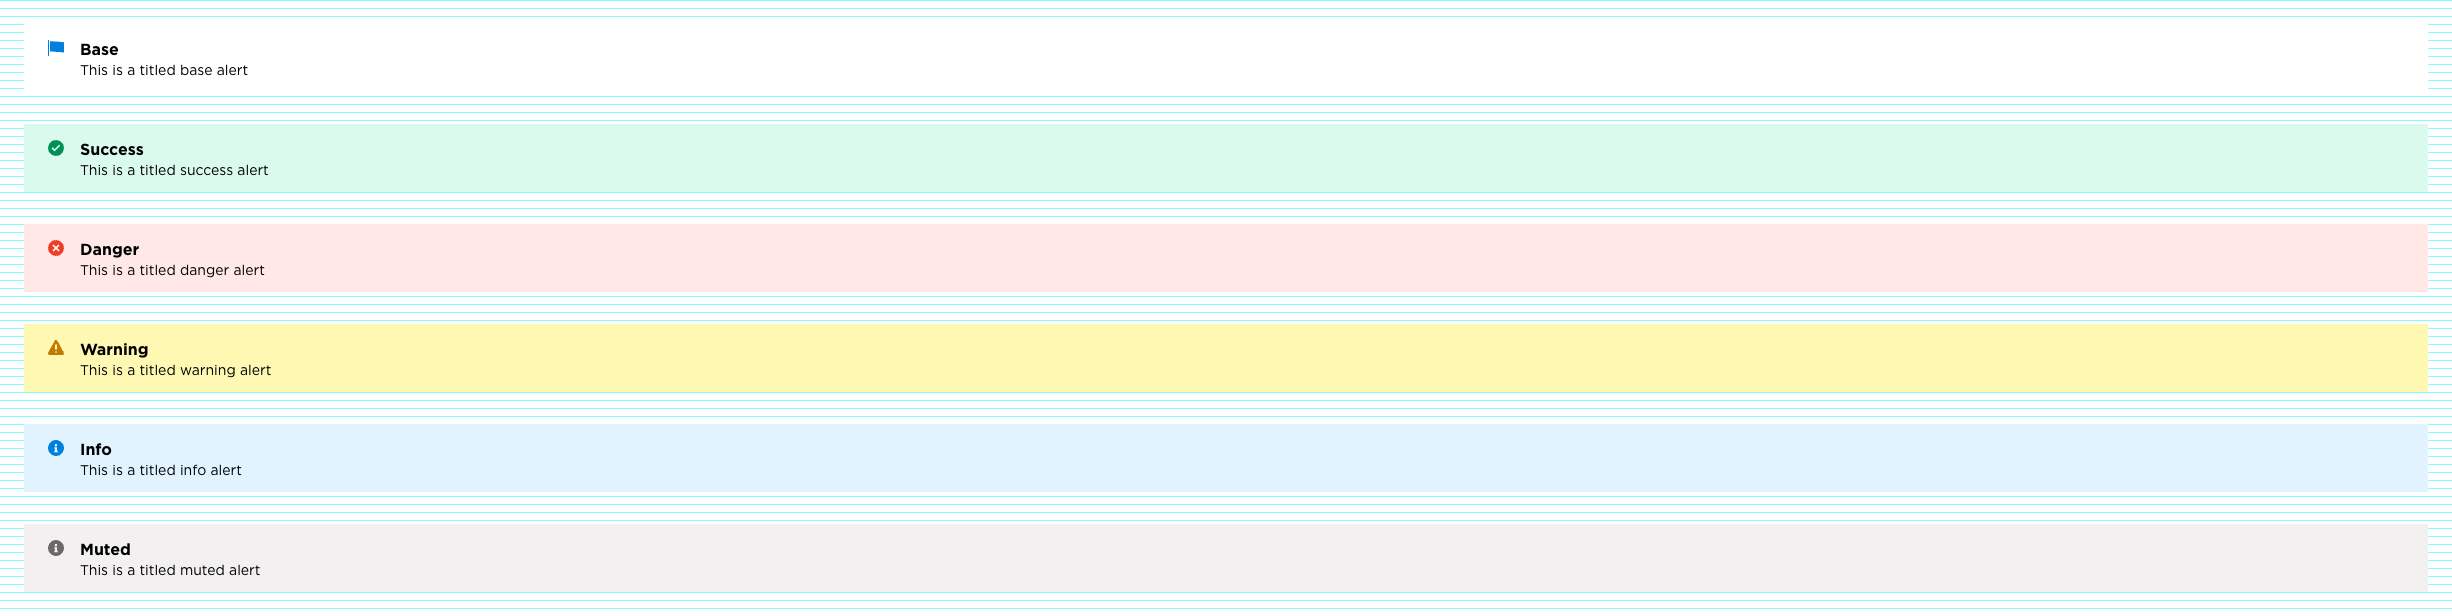 Base
This is a titled base alert
Success
This is a titled success alert
Danger
This is a titled danger alert
Warning
This is a titled warning alert
Info
This is a titled info alert
Muted
This is a titled muted alert